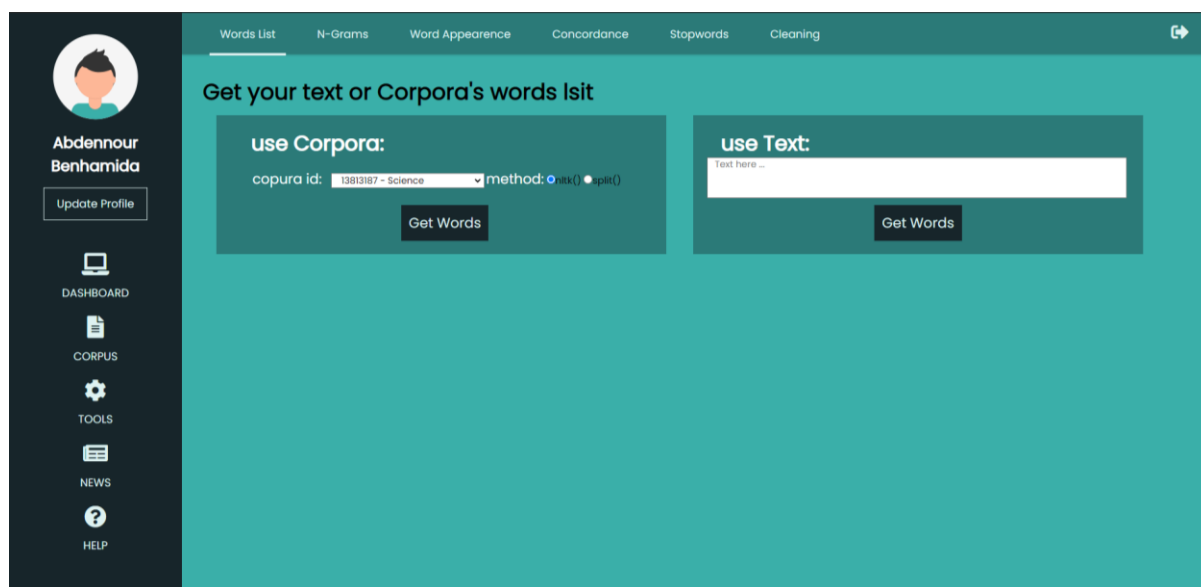 Words List N-Grams Word Appearence Concordance Stopwords Cleaning
Abdennour
Benhamida
Update Profile
DASHBOARD
CORPUS
TOOLS
NEWS
HELP
Get your text or Corpora's words lsit
use Corpora:
copura id: 13813187 - Science method: nltk() split()
Get Words
use Text:
Text here ...
Get Words